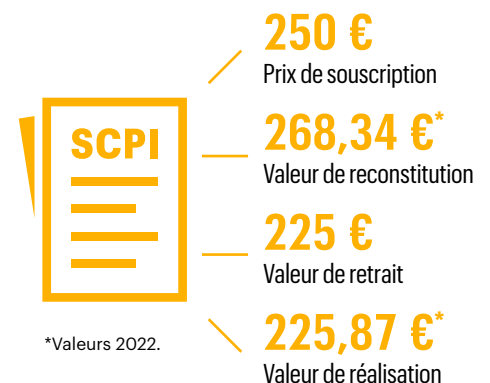 250 €
Prix de souscription
SCPI
268,34 €*
Valeur de reconstitution
225 €
Valeur de retrait
*Valeurs 2022.
225,87 €*
Valeur de réalisation